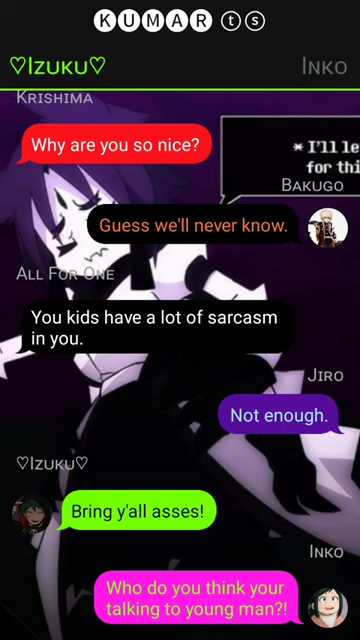 KUMAR ts
♡Izuku♡ Inko
Krishima
Why are you so nice?
* I'll le
for thi
Bakugo
Guess we'll never know.
All For One
You kids have a lot of sarcasm
in you.
Jiro
Not enough.
♡Izuku♡
Bring y'all asses!
Inko
Who do you think your
talking to young man?!